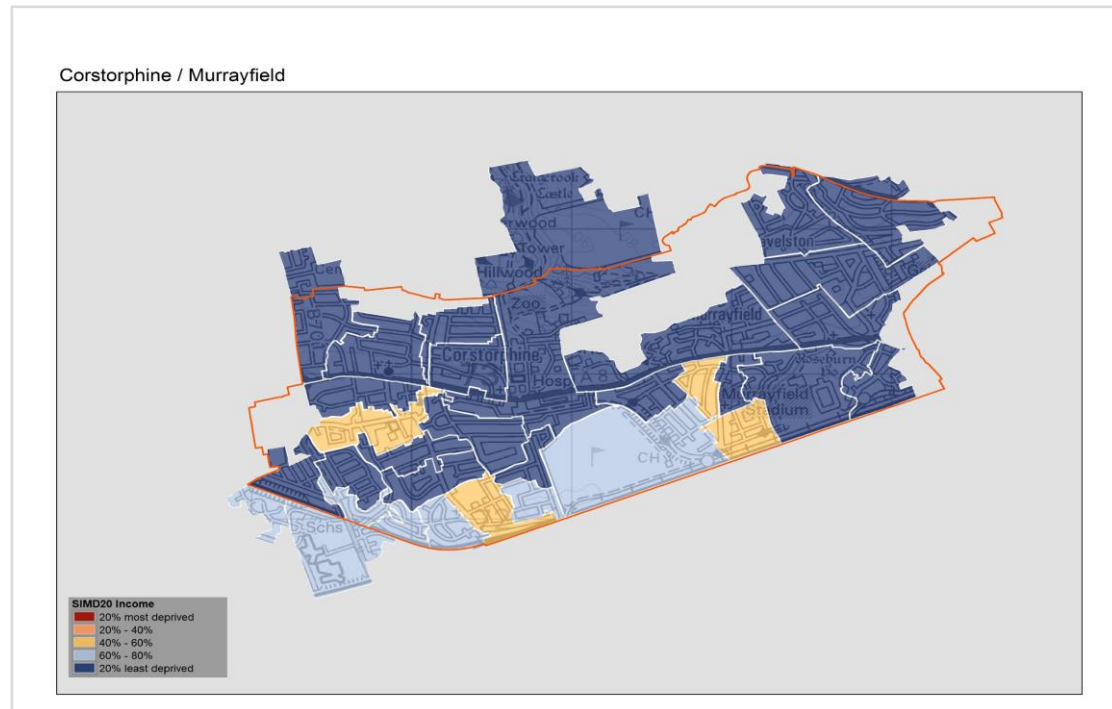 Corstorphine / Murrayfield
Castle
Tower
Hillwood
Zoo
Corstorphine
Hosp
Murrayfield
Stadium
CH
Schs
SIMD20 Income
20% most deprived
20% - 40%
40% - 60%
60% - 80%
20% least deprived